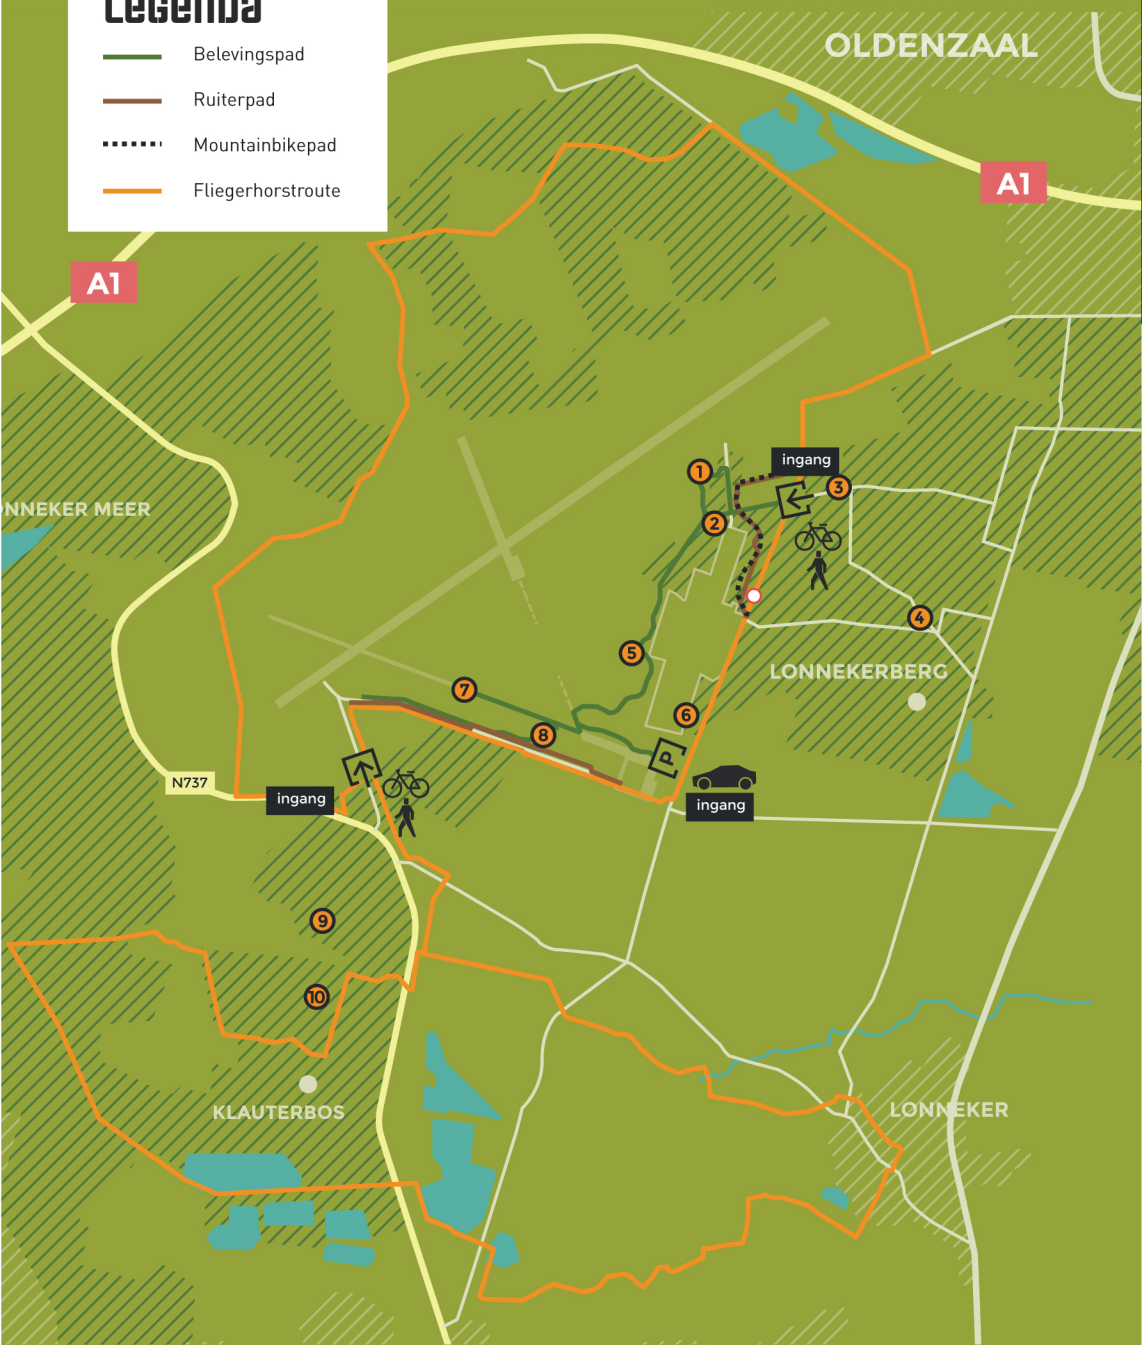 Legenda
Belevingspad
Ruiterpad
Mountainbikepad
Fliegerhorstroute
OLDENZAAL
A1
A1
ingang
1
3
NNEKER MEER
2
4
5
LONNEKERBERG
7
6
8
P
N737
ingang
ingang
9
10
KLAUTERBOS
LONNEKER